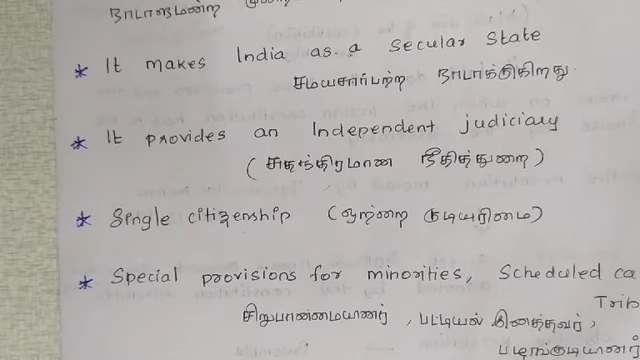 நாடாளுமன்ற
* It makes India as a Secular State
சமயசார்பற்ற நாடாக்குகிறது.
* It provides an Independent judiciary
(சுதந்திரமான நீதித்துறை)
* Single citizenship (ஒற்றை குடியுரிமை)
* Special provisions for minorities, Scheduled ca
Trib
சிறுபான்மையினர், பட்டியல் இனத்தவர்,
பழங்குடியினர்